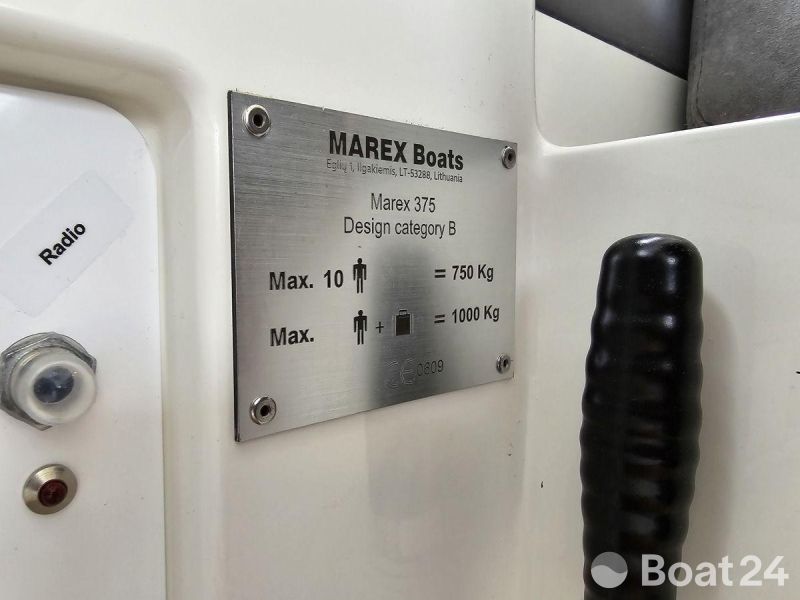 MAREX Boats
Eglių 1, Ilgakiemis, LT-53288, Lithuania
Marex 375
Design category B
Max. 10 = 750 Kg
Max. + = 1000 Kg
CE 0809
Radio
Boat24